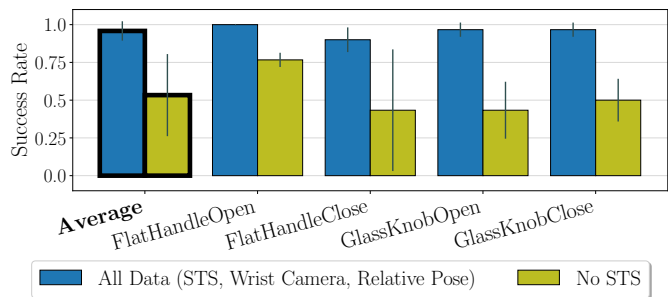 1.0
0.75
0.5
0.25
0.0
Success Rate
Average
FlatHandleOpen
FlatHandleClose
GlassKnobOpen
GlassKnobClose
All Data (STS, Wrist Camera, Relative Pose)
No STS